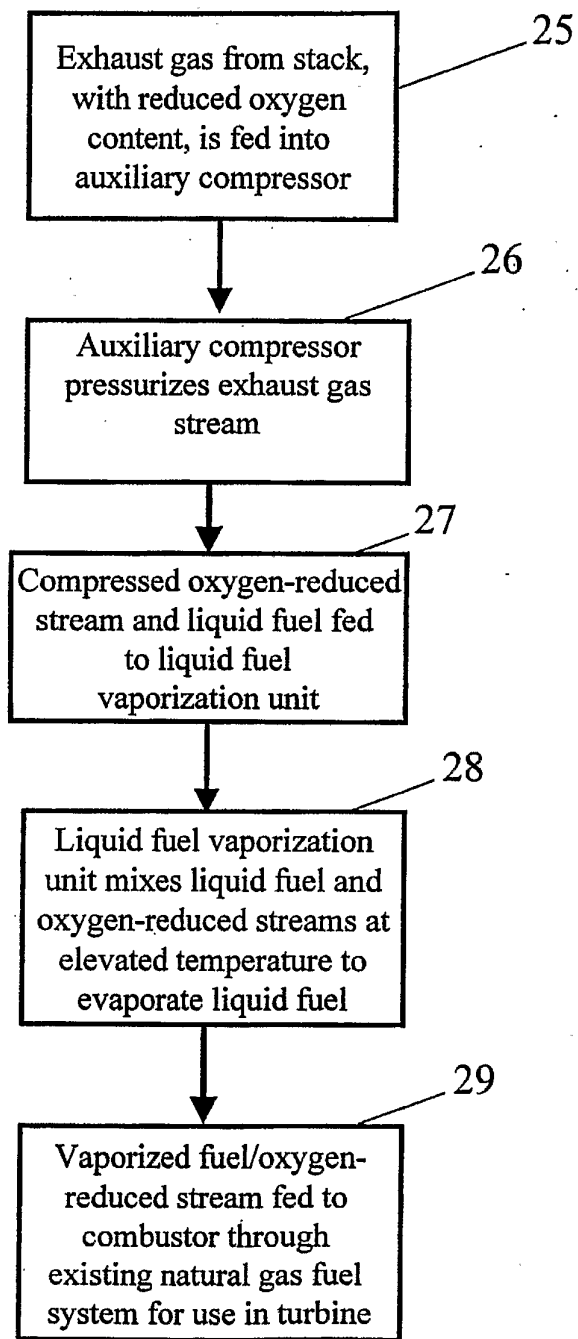 25
Exhaust gas from stack,
with reduced oxygen
content, is fed into
auxiliary compressor
26
Auxiliary compressor
pressurizes exhaust gas
stream
27
Compressed oxygen-reduced
stream and liquid fuel fed
to liquid fuel
vaporization unit
28
Liquid fuel vaporization
unit mixes liquid fuel and
oxygen-reduced streams at
elevated temperature to
evaporate liquid fuel
29
Vaporized fuel/oxygen-
reduced stream fed to
combustor through
existing natural gas fuel
system for use in turbine